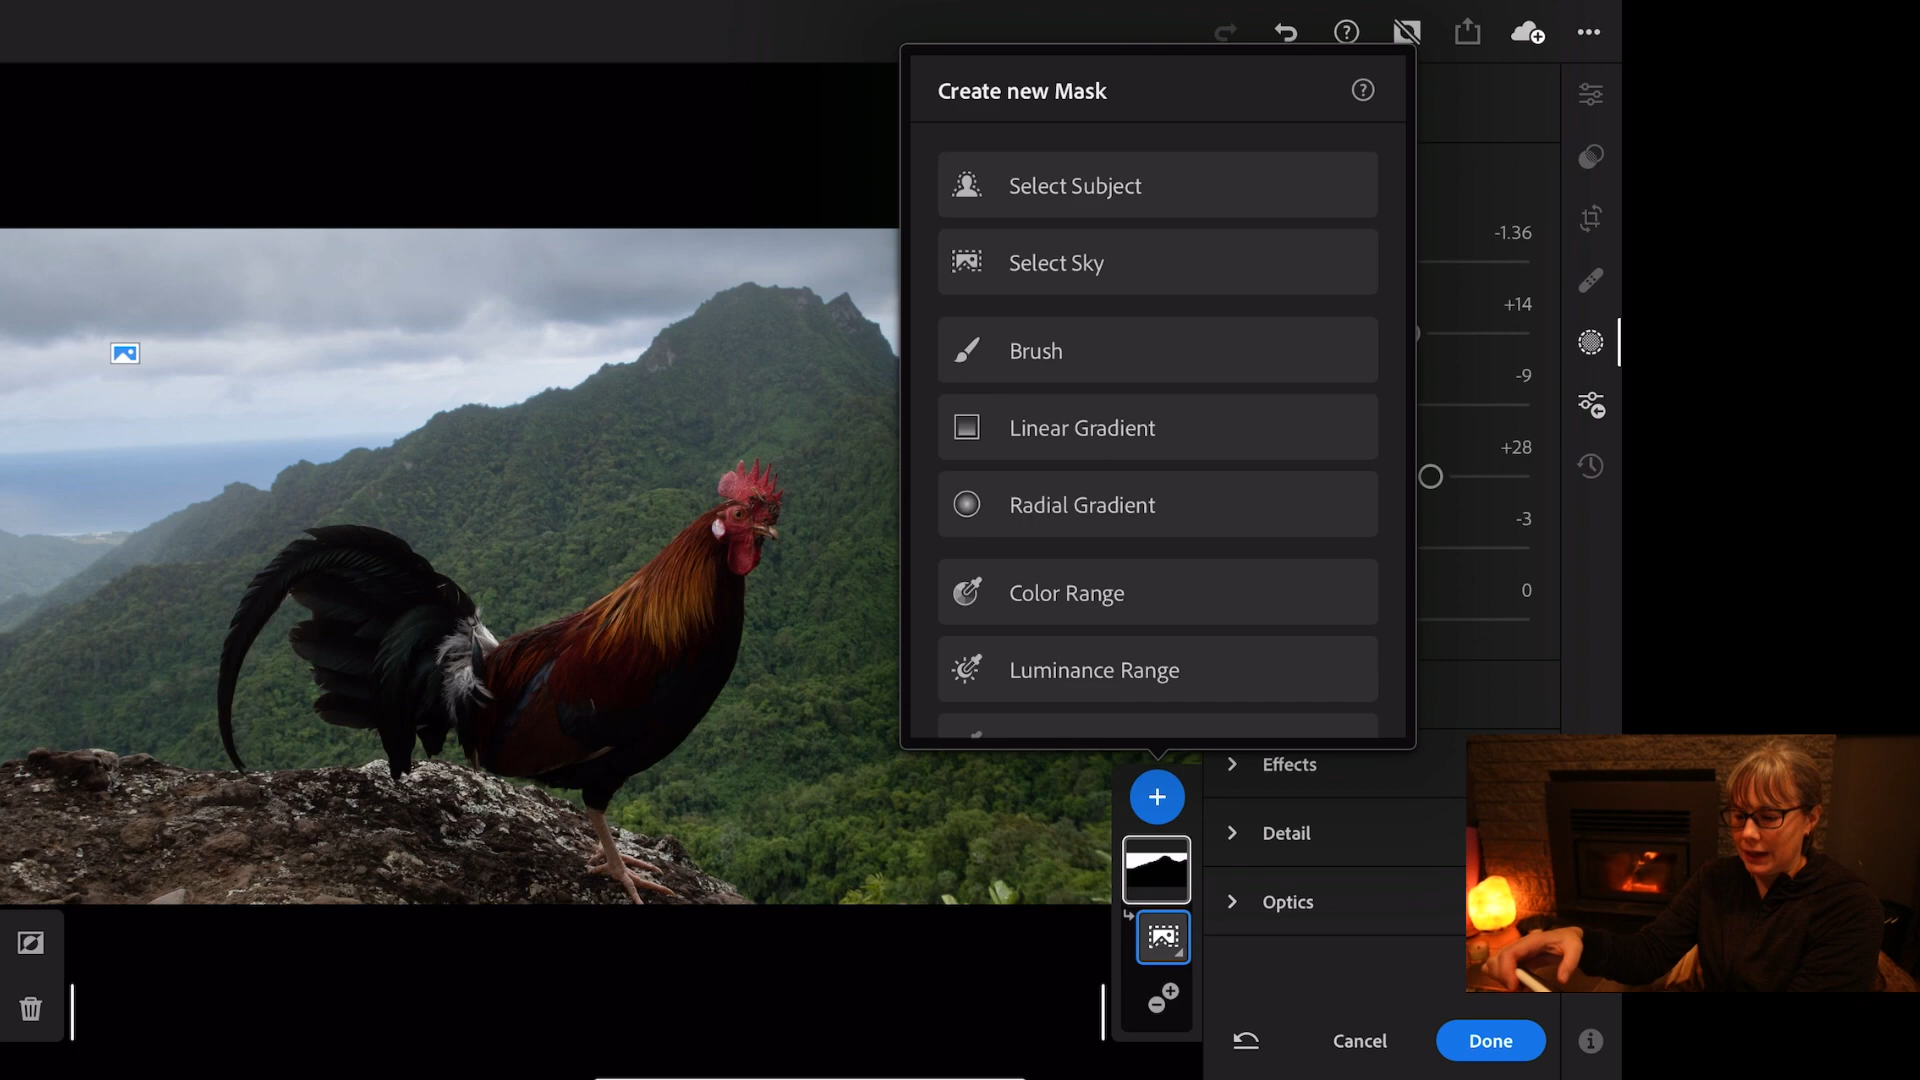 Create new Mask
Select Subject
Select Sky
Brush
Linear Gradient
Radial Gradient
Color Range
Luminance Range
-1.36
+14
-9
+28
-3
0
Effects
Detail
Optics
Cancel
Done